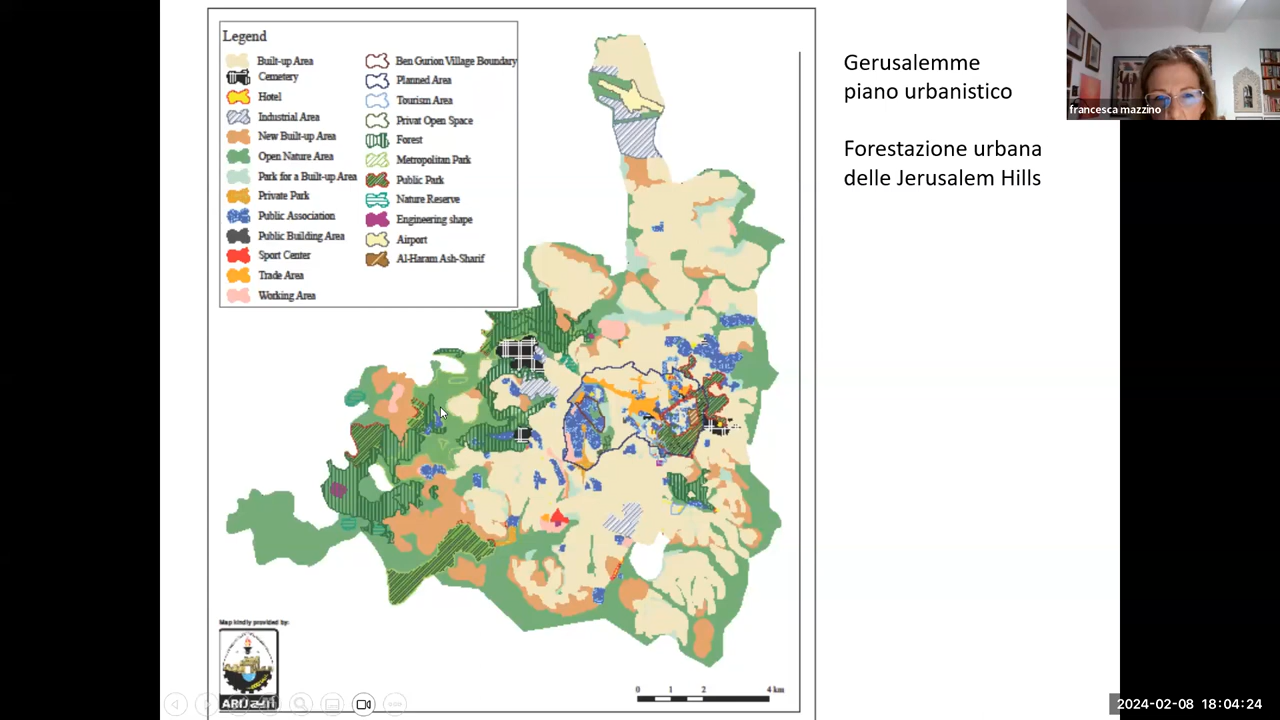 Legend
Built-up Area
Cemetery
Hotel
Industrial Area
New Built-up Area
Open Nature Area
Park for a Built-up Area
Private Park
Public Association
Public Building Area
Sport Center
Trade Area
Working Area
Ben Gurion Village Boundary
Planned Area
Tourism Area
Privat Open Space
Forest
Metropolitan Park
Public Park
Nature Reserve
Engineering shape
Airport
Al-Haram Ash-Sharif
Gerusalemme
piano urbanistico
Forestazione urbana
delle Jerusalem Hills
francesca mazzino
Map kindly provided by:
0 1 2 4 km
2024-02-08 18:04:24